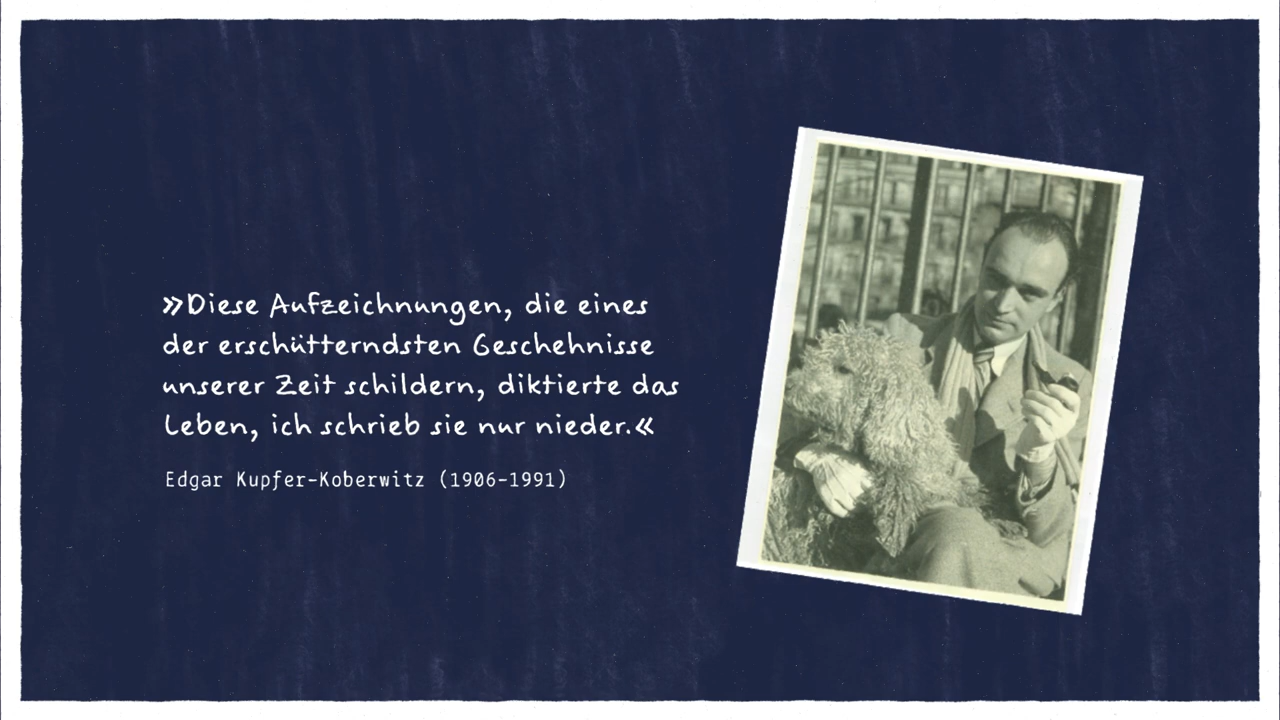 »Diese Aufzeichnungen, die eines
der erschütterndsten Geschehnisse
unserer Zeit schildern, diktierte das
Leben, ich schrieb sie nur nieder.«
Edgar Kupfer-Koberwitz (1906-1991)